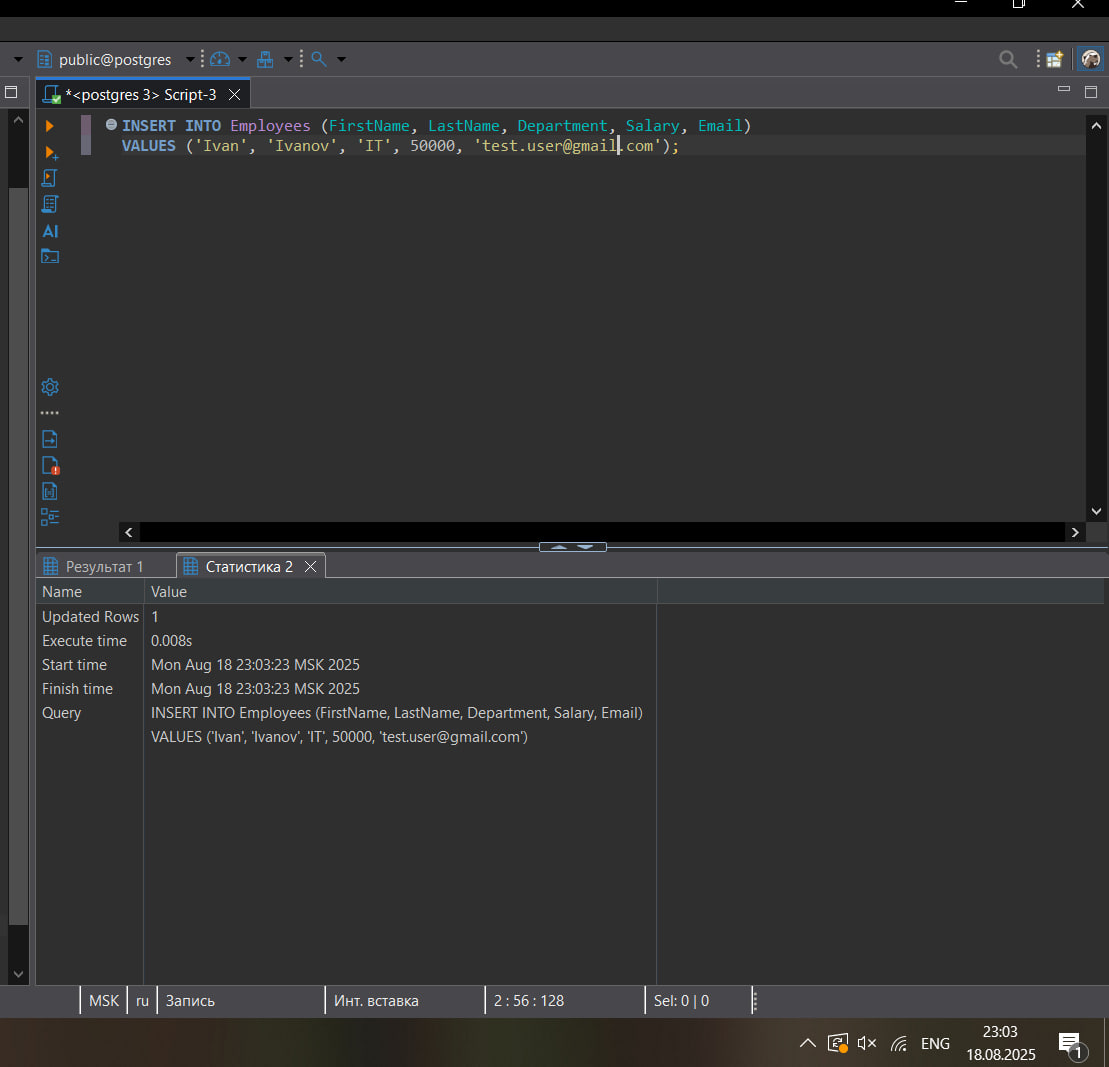 public@postgres
*<postgres 3> Script-3
INSERT INTO Employees (FirstName, LastName, Department, Salary, Email)
VALUES ('Ivan', 'Ivanov', 'IT', 50000, 'test.user@gmail.com');
AI
Результат 1
Статистика 2
Name Value
Updated Rows 1
Execute time 0.008s
Start time Mon Aug 18 23:03:23 MSK 2025
Finish time Mon Aug 18 23:03:23 MSK 2025
Query INSERT INTO Employees (FirstName, LastName, Department, Salary, Email)
VALUES ('Ivan', 'Ivanov', 'IT', 50000, 'test.user@gmail.com')
MSK ru Запись Инт. вставка 2 : 56 : 128 Sel: 0 | 0
ENG
23:03
18.08.2025
1